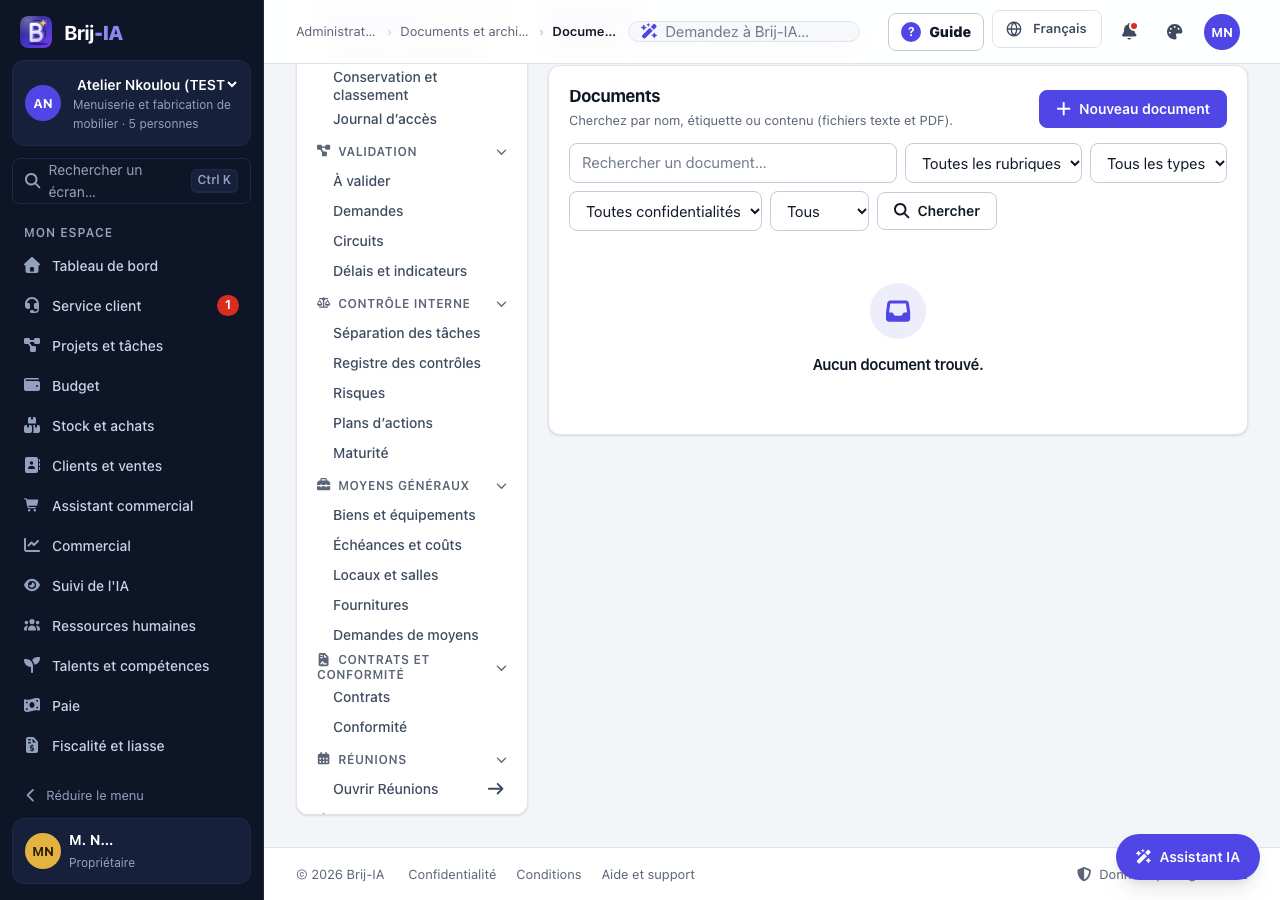 Brij-IA
AN
Atelier Nkoulou (TEST
Menuiserie et fabrication de
mobilier · 5 personnes
Rechercher un
écran...
Ctrl K
MON ESPACE
Tableau de bord
Service client
1
Projets et tâches
Budget
Stock et achats
Clients et ventes
Assistant commercial
Commercial
Suivi de l'IA
Ressources humaines
Talents et compétences
Paie
Fiscalité et liasse
Réduire le menu
MN
M. N...
Propriétaire
Administrat...
Documents et archi...
Docume...
Demandez à Brij-IA...
? Guide
Français
MN
Conservation et
classement
Journal d’accès
VALIDATION
À valider
Demandes
Circuits
Délais et indicateurs
CONTRÔLE INTERNE
Séparation des tâches
Registre des contrôles
Risques
Plans d’actions
Maturité
MOYENS GÉNÉRAUX
Biens et équipements
Échéances et coûts
Locaux et salles
Fournitures
Demandes de moyens
CONTRATS ET
CONFORMITÉ
Contrats
Conformité
RÉUNIONS
Ouvrir Réunions
Documents
Cherchez par nom, étiquette ou contenu (fichiers texte et PDF).
Nouveau document
Rechercher un document...
Toutes les rubriques
Tous les types
Toutes confidentialités
Tous
Chercher
Aucun document trouvé.
© 2026 Brij-IA
Confidentialité
Conditions
Aide et support
Assistant IA